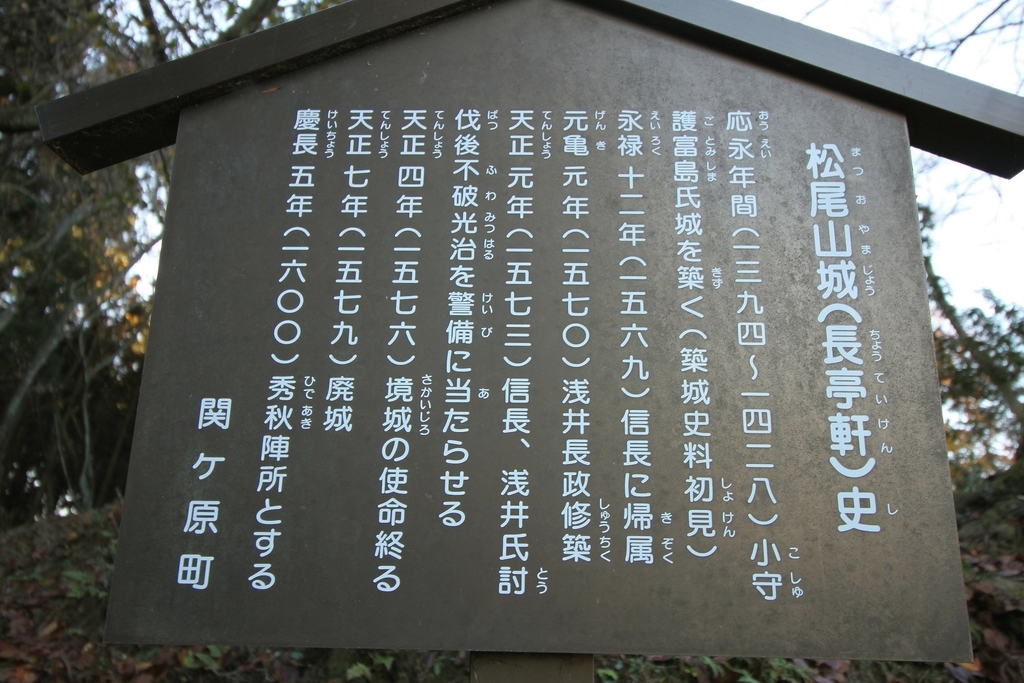 松尾山城(長亭軒)史
応永年間(一三九四〜一四二八)小守
護富島氏城を築く(築城史料初見)
永禄十二年(一五六九)信長に帰属
元亀元年(一五七〇)浅井長政修築
天正元年(一五七三)信長、浅井氏討
伐後不破光治を警備に当たらせる
天正四年(一五七六)境城の使命終る
天正七年(一五七九)廃城
慶長五年(一六〇〇)秀秋陣所とする
関ケ原町